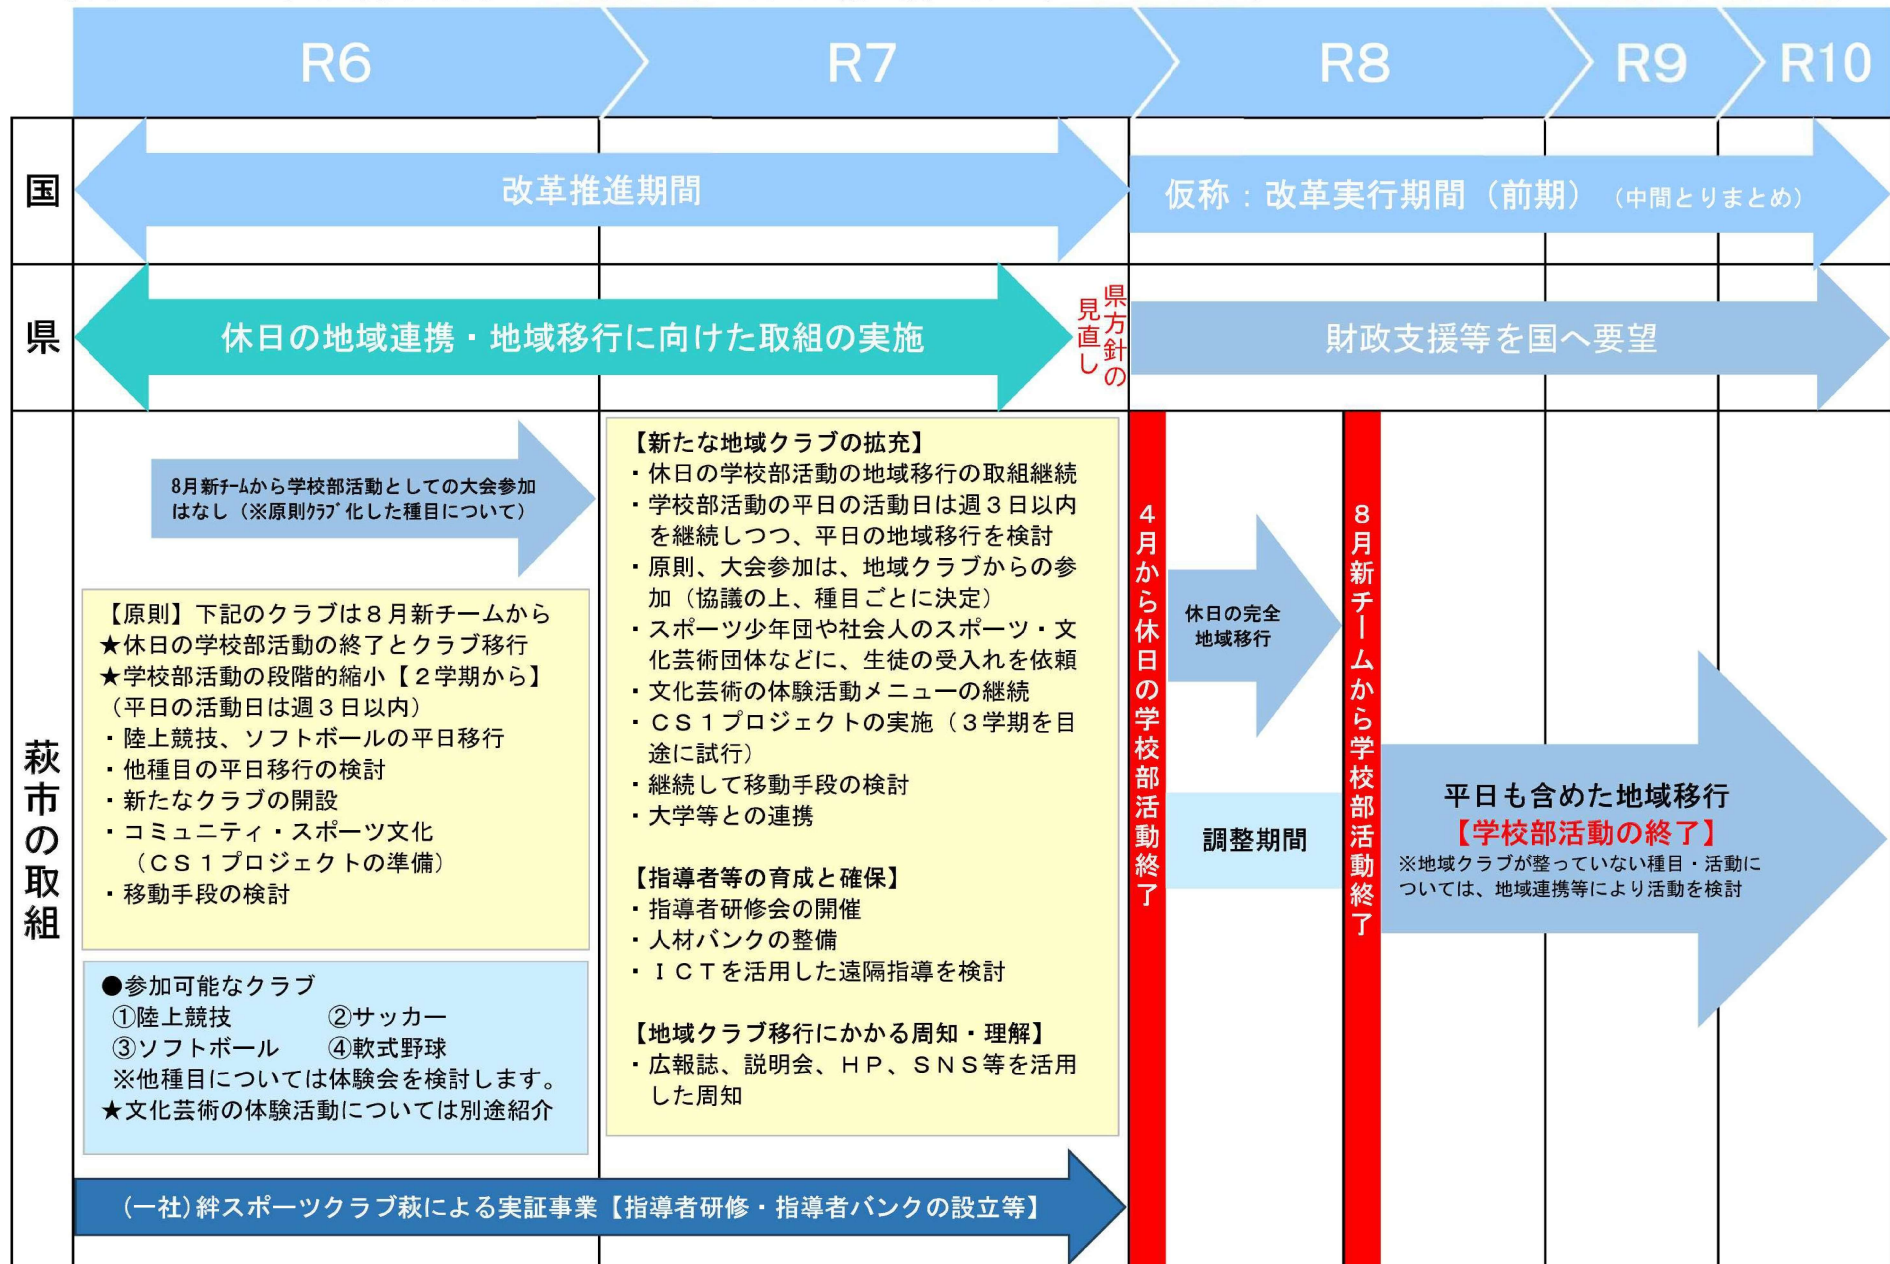 R6
R7
R8
R9
R10
国
改革推進期間
仮称：改革実行期間（前期）（中間とりまとめ）
県
休日の地域連携・地域移行に向けた取組の実施
県方針の
見直し
財政支援等を国へ要望
萩市の取組
8月新ﾁｰﾑから学校部活動としての大会参加
はなし（※原則ｸﾗﾌﾞ化した種目について）
【原則】下記のクラブは８月新チームから
★休日の学校部活動の終了とクラブ移行
★学校部活動の段階的縮小【２学期から】
（平日の活動日は週３日以内）
・陸上競技、ソフトボールの平日移行
・他種目の平日移行の検討
・新たなクラブの開設
・コミュニティ・スポーツ文化
（ＣＳ１プロジェクトの準備）
・移動手段の検討
●参加可能なクラブ
①陸上競技　②サッカー
③ソフトボール　④軟式野球
※他種目については体験会を検討します。
★文化芸術の体験活動については別途紹介
【新たな地域クラブの拡充】
・休日の学校部活動の地域移行の取組継続
・学校部活動の平日の活動日は週３日以内
を継続しつつ、平日の地域移行を検討
・原則、大会参加は、地域クラブからの参
加（協議の上、種目ごとに決定）
・スポーツ少年団や社会人のスポーツ・文
化芸術団体などに、生徒の受入れを依頼
・文化芸術の体験活動メニューの継続
・ＣＳ１プロジェクトの実施（３学期を目
途に試行）
・継続して移動手段の検討
・大学等との連携
【指導者等の育成と確保】
・指導者研修会の開催
・人材バンクの整備
・ＩＣＴを活用した遠隔指導を検討
【地域クラブ移行にかかる周知・理解】
・広報誌、説明会、ＨＰ、ＳＮＳ等を活用
した周知
(一社)絆スポーツクラブ萩による実証事業【指導者研修・指導者バンクの設立等】
４月から休日の学校部活動終了
休日の完全
地域移行
調整期間
８月新チームから学校部活動終了
平日も含めた地域移行
【学校部活動の終了】
※地域クラブが整っていない種目・活動に
ついては、地域連携等により活動を検討